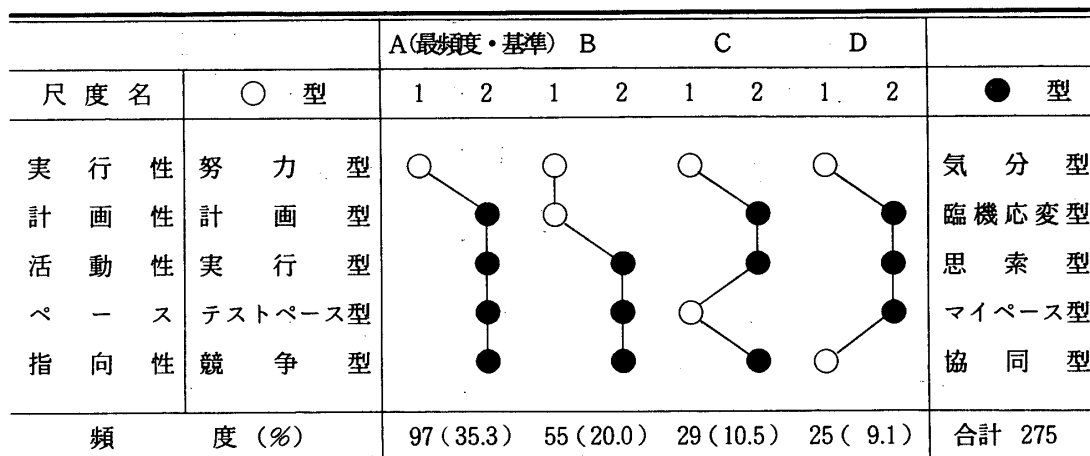 A(最頻度・基準) B C D
尺度名 ○ 型 1 2 1 2 1 2 1 2 ● 型
実行性 努力型 気分型
計画性 計画型 臨機応変型
活動性 実行型 思索型
ペース テストペース型 マイペース型
指向性 競争型 協同型
頻度(%) 97(35.3) 55(20.0) 29(10.5) 25( 9.1) 合計 275